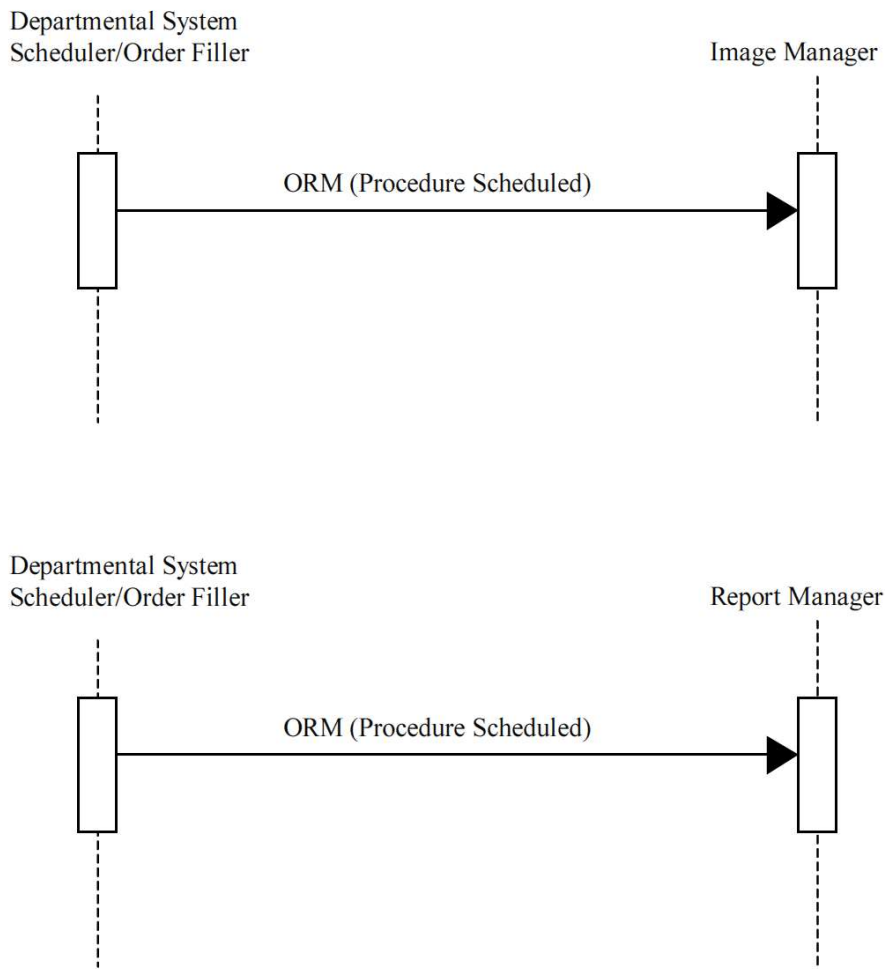 Departmental System
Scheduler/Order Filler
Image Manager
ORM (Procedure Scheduled)
Departmental System
Scheduler/Order Filler
Report Manager
ORM (Procedure Scheduled)